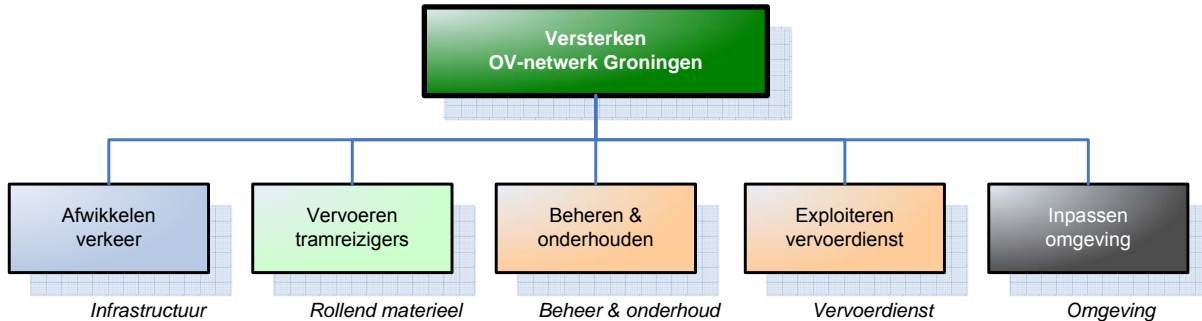 Versterken
OV-netwerk Groningen
Afwikkelen
verkeer
Vervoeren
tramreizigers
Beheren &
onderhouden
Exploiteren
vervoerdienst
Inpassen
omgeving
Infrastructuur
Rollend materieel
Beheer & onderhoud
Vervoerdienst
Omgeving